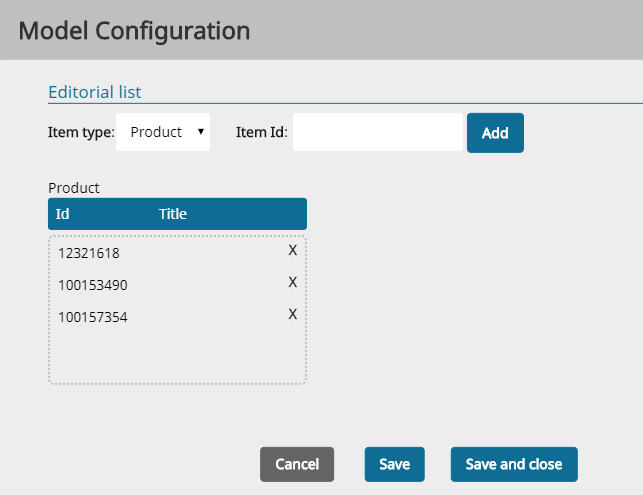 Model Configuration
Editorial list
Item type: Product ▼ Item Id: Add
Product
Id Title
12321618 X
100153490 X
100157354 X
Cancel Save Save and close